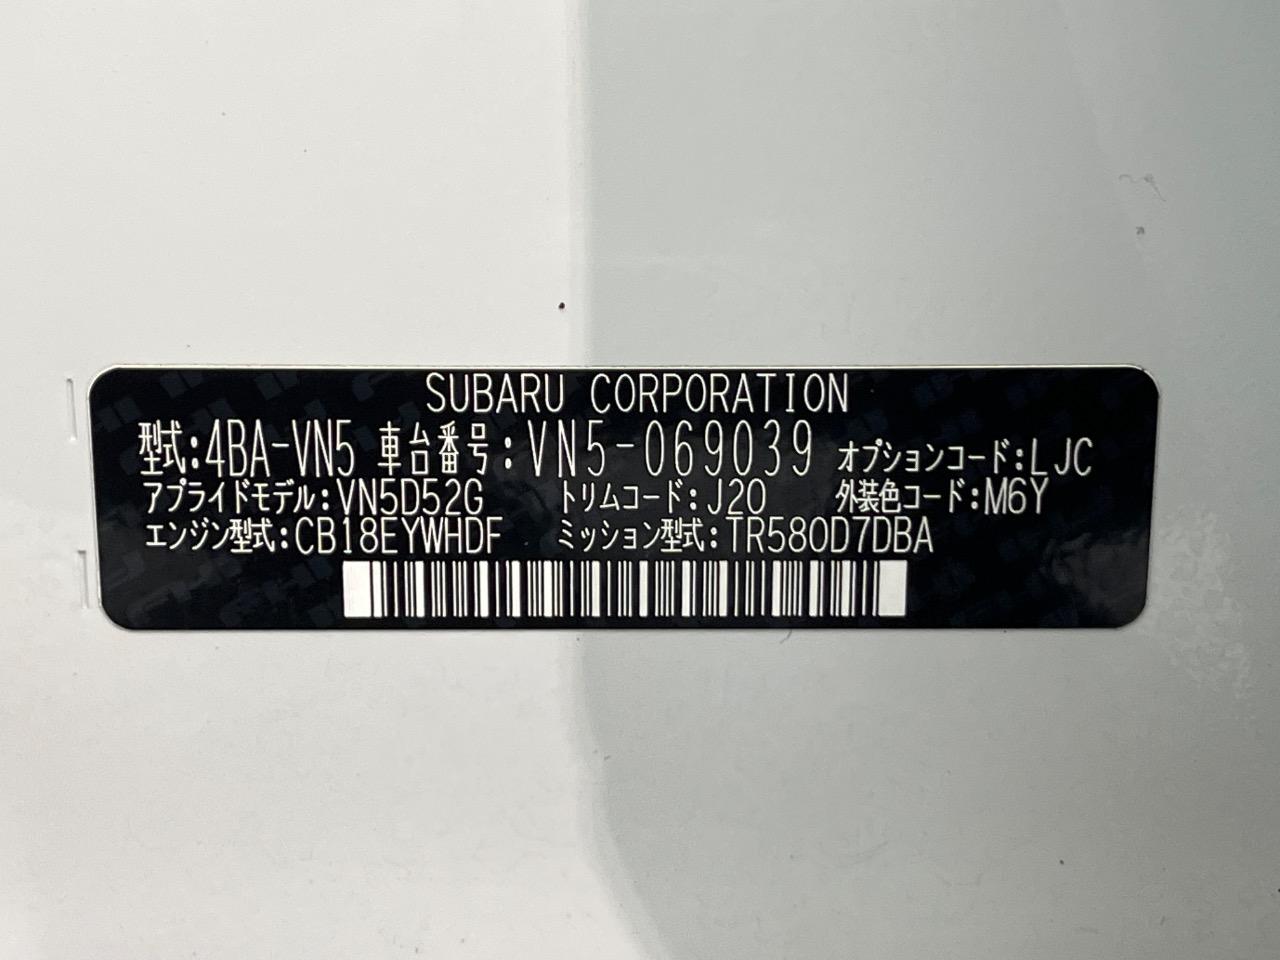 SUBARU CORPORATION
型式:4BA-VN5 車台番号:VN5-069039 オプションコード:LJC
アプライドモデル:VN5D52G トリムコード:J20 外装色コード:M6Y
エンジン型式:CB18EYWHDF ミッション型式:TR580D7DBA